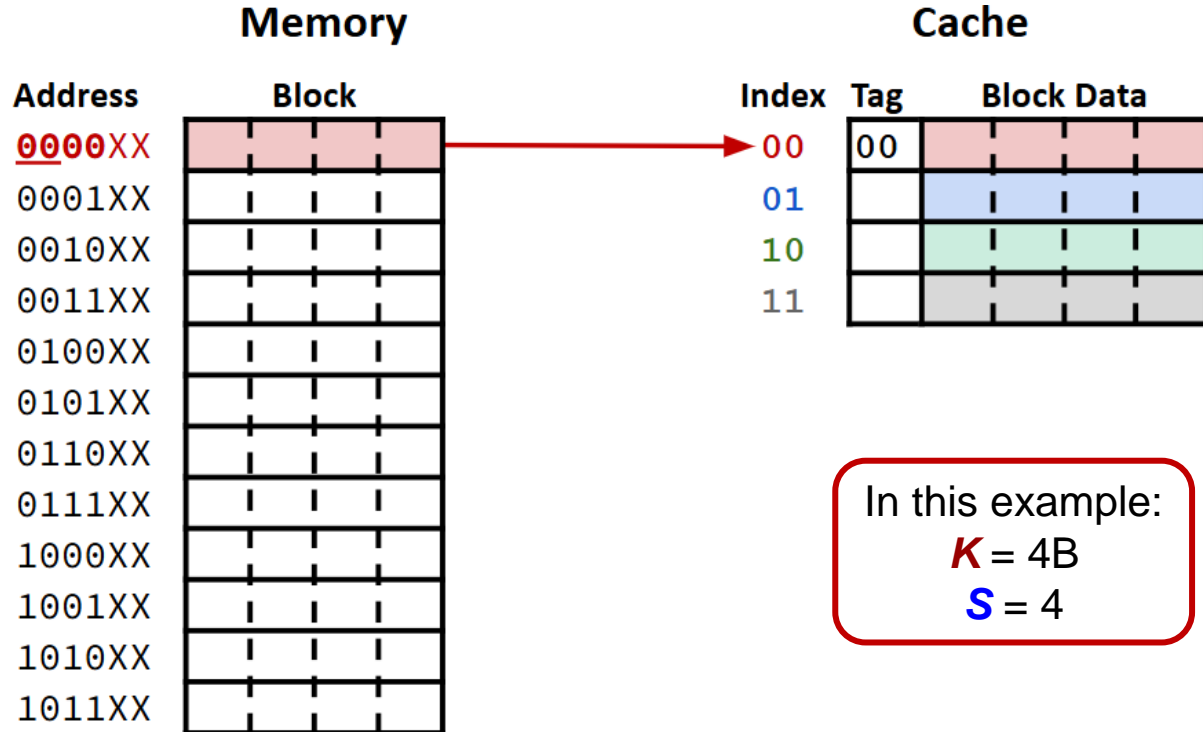 Memory
Cache
Address Block
Index Tag Block Data
0000XX
00 00
0001XX
01
0010XX
10
0011XX
11
0100XX
0101XX
0110XX
0111XX
1000XX
1001XX
1010XX
1011XX
In this example:
K = 4B
S = 4